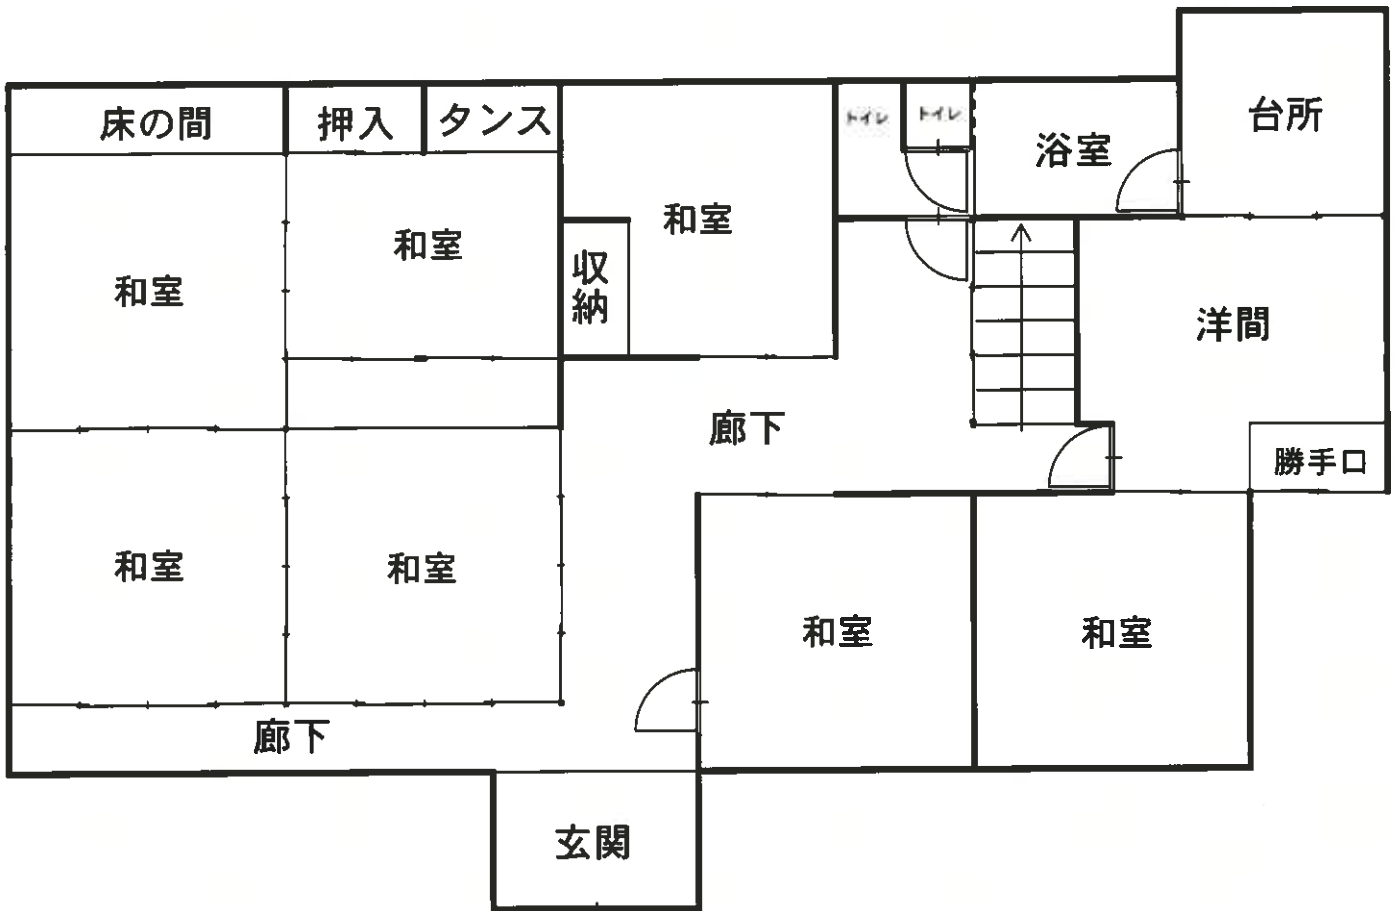 台所
床の間
押入
タンス
トイレ
トイレ
浴室
和室
和室
和室
収納
洋間
廊下
勝手口
和室
和室
和室
和室
廊下
玄関